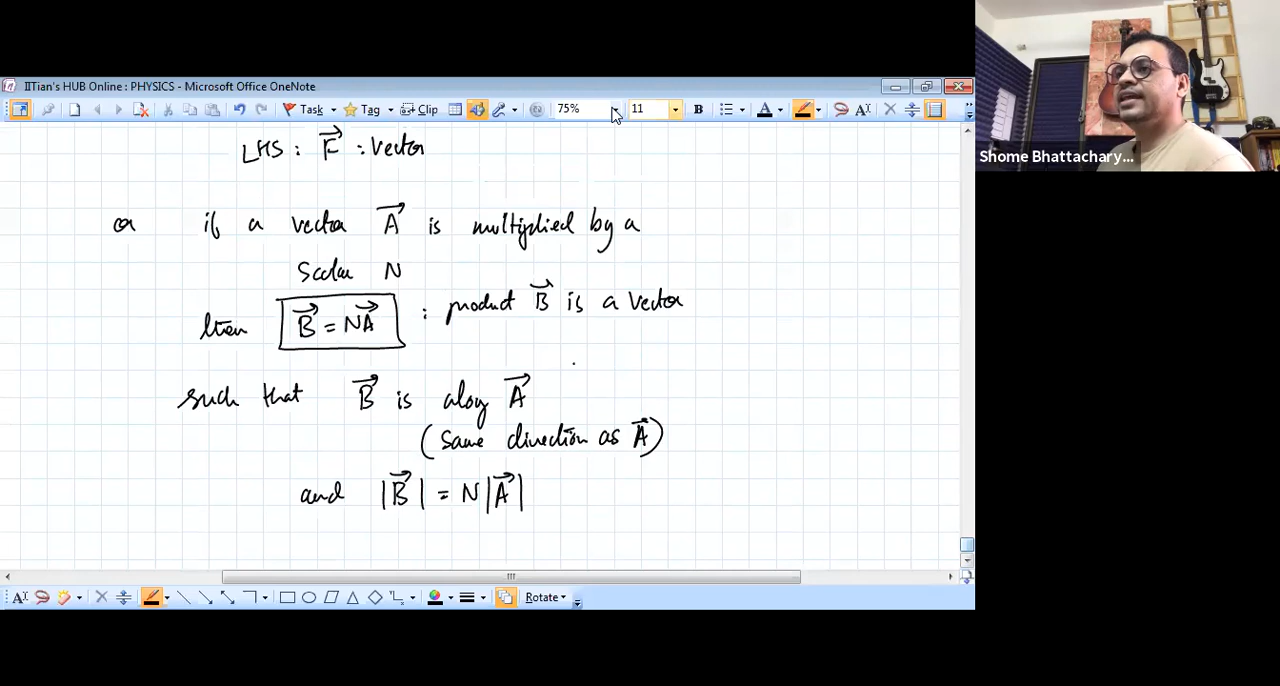 IITian's HUB Online : PHYSICS - Microsoft Office OneNote
Task Tag Clip 75% 11 B A
Shome Bhattachary...
LHS : F⃗ : Vector
or if a vector A⃗ is multiplied by a
Scalar N
then B⃗ = NA⃗ : product B⃗ is a vector
such that B⃗ is along A⃗
(same direction as A⃗)
and |B⃗| = N|A⃗|
Rotate